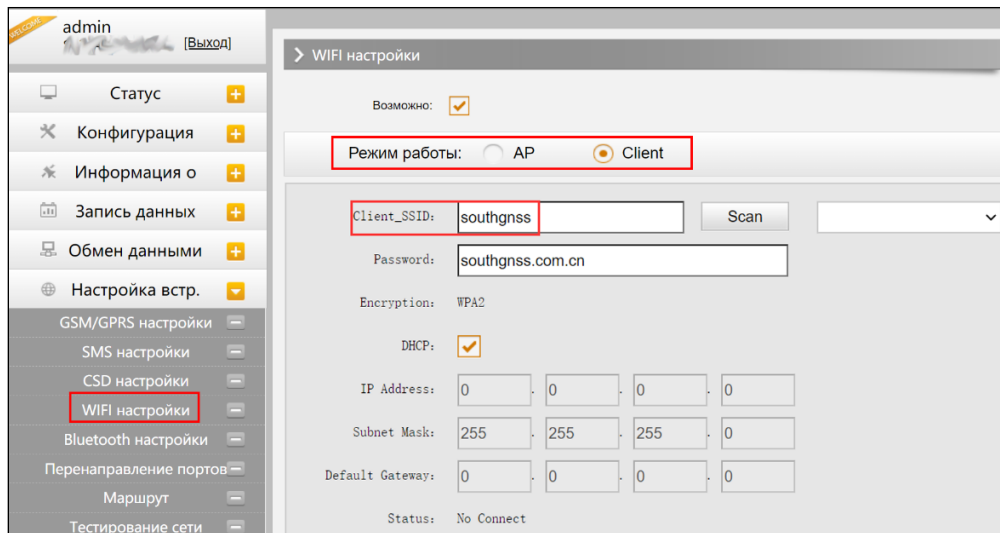 WELCOME
admin
[Выход]
Статус
Конфигурация
Информация о
Запись данных
Обмен данными
Настройка встр.
GSM/GPRS настройки
SMS настройки
CSD настройки
WIFI настройки
Bluetooth настройки
Перенаправление портов
Маршрут
Тестирование сети
WIFI настройки
Возможно:
Режим работы: AP Client
Client_SSID: southgnss Scan
Password: southgnss.com.cn
Encryption: WPA2
DHCP:
IP Address: 0 . 0 . 0 . 0
Subnet Mask: 255 . 255 . 255 . 0
Default Gateway: 0 . 0 . 0 . 0
Status: No Connect